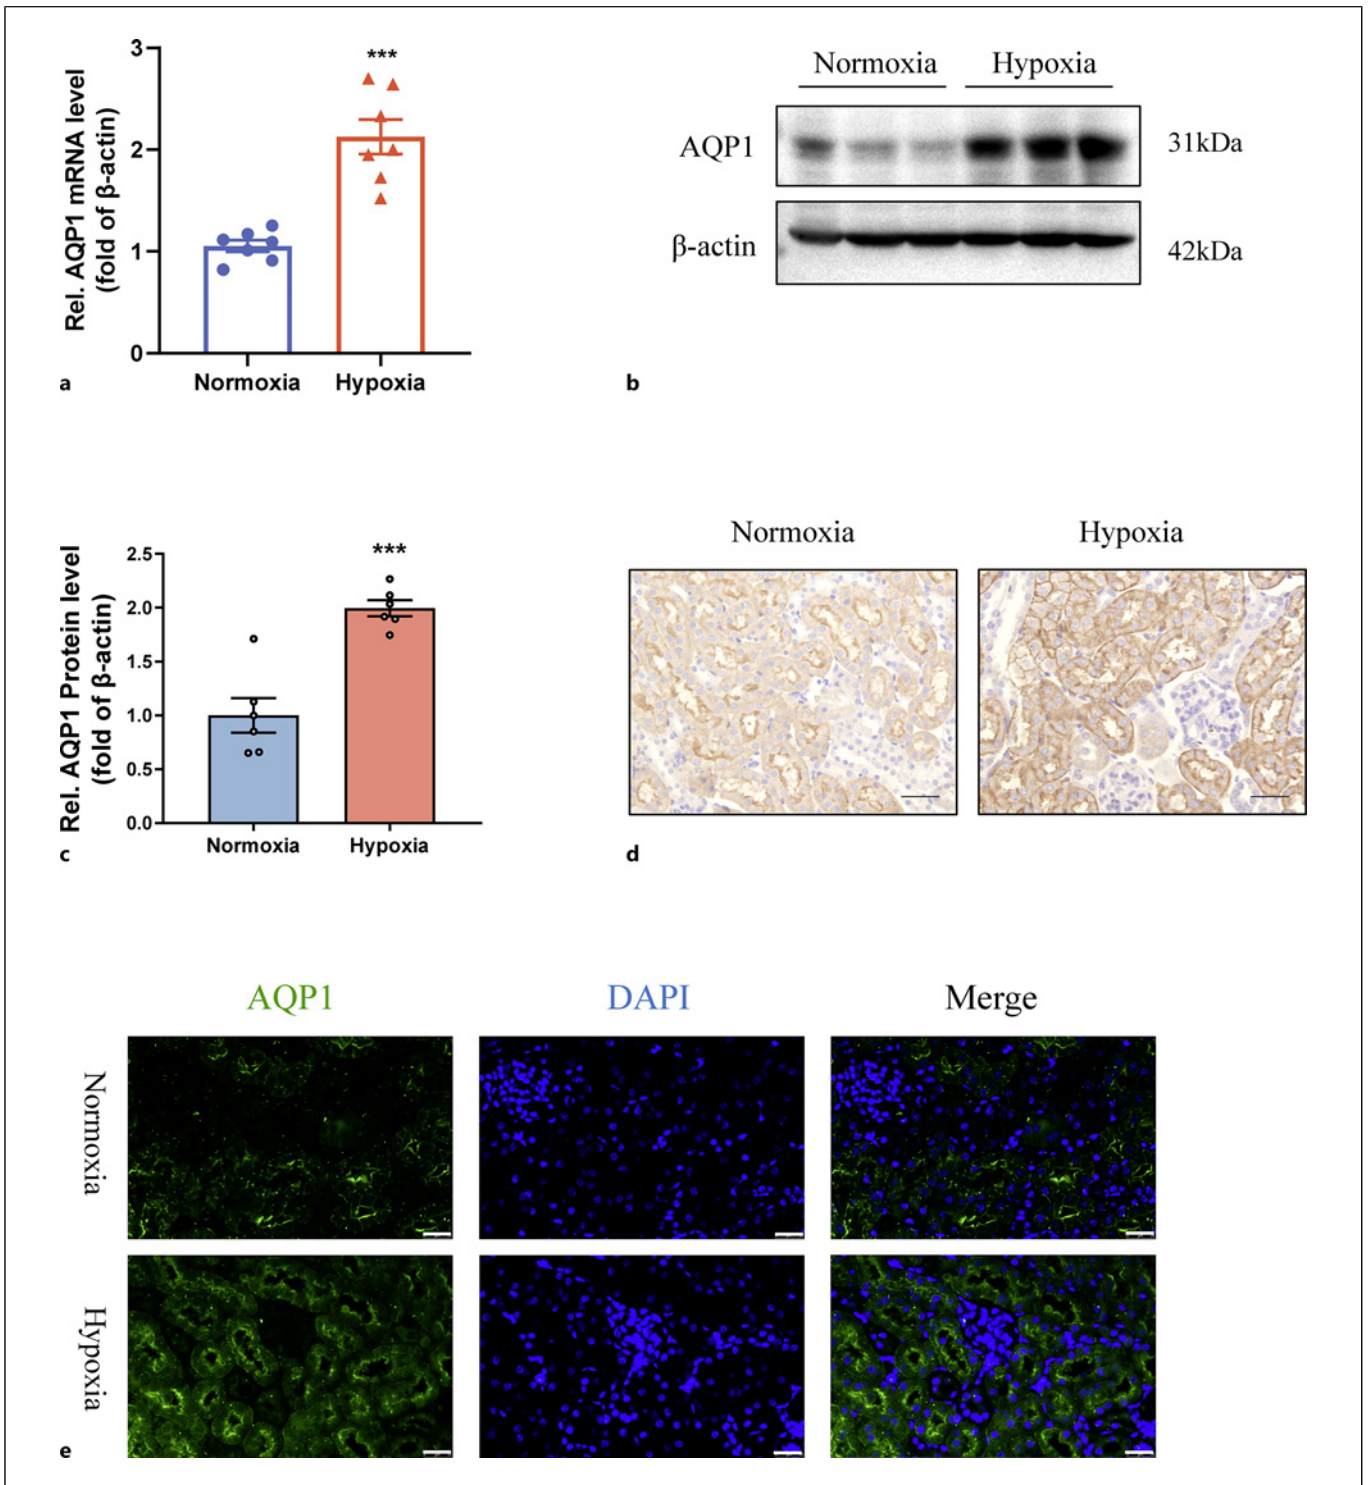 Rel. AQP1 mRNA level
(fold of β-actin)
3
2
1
0
***
Normoxia Hypoxia
a
Normoxia Hypoxia
AQP1 31kDa
β-actin 42kDa
b
Rel. AQP1 Protein level
(fold of β-actin)
2.5
2.0
1.5
1.0
0.5
0.0
***
Normoxia Hypoxia
c
Normoxia Hypoxia
d
AQP1 DAPI Merge
Normoxia
Hypoxia
e